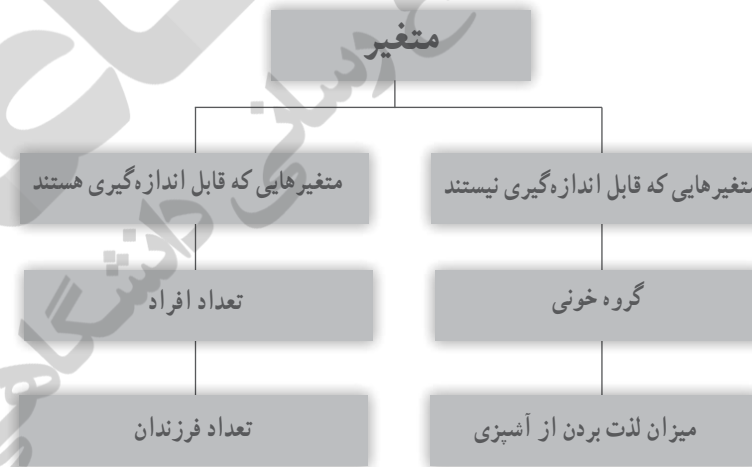 متغیر
متغیرهایی که قابل اندازه‌گیری نیستند
متغیرهایی که قابل اندازه‌گیری هستند
گروه خونی
تعداد افراد
میزان لذت بردن از آشپزی
تعداد فرزندان